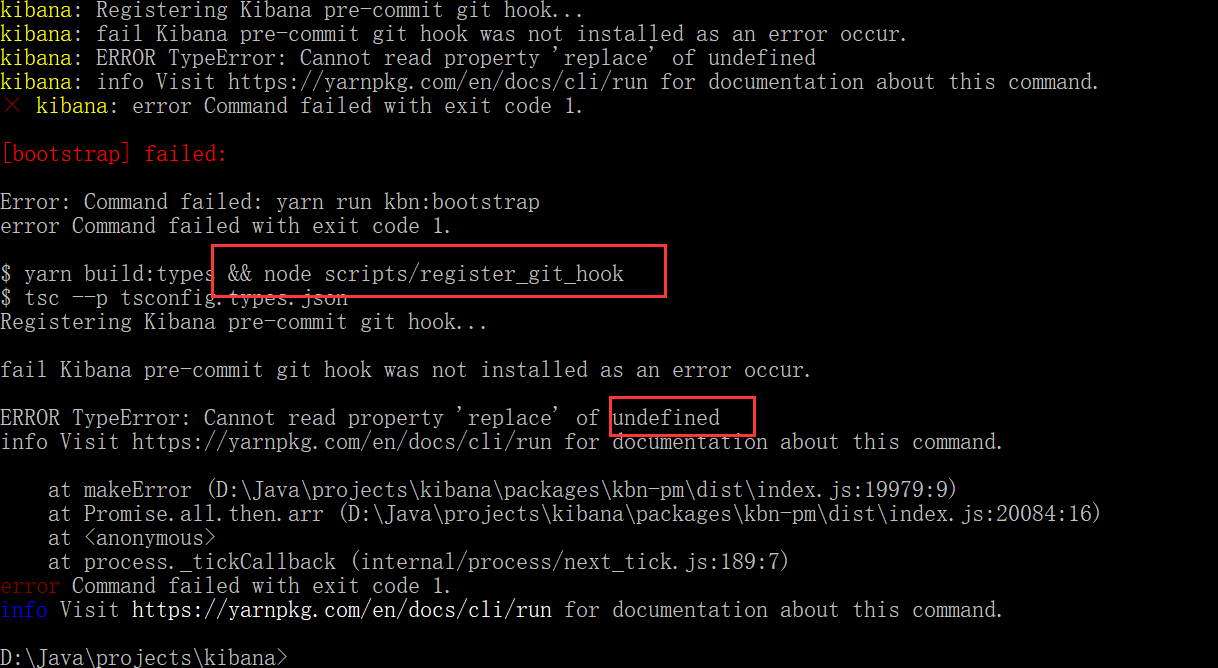 kibana: Registering Kibana pre-commit git hook...
kibana: fail Kibana pre-commit git hook was not installed as an error occur.
kibana: ERROR TypeError: Cannot read property 'replace' of undefined
kibana: info Visit https://yarnpkg.com/en/docs/cli/run for documentation about this command.
× kibana: error Command failed with exit code 1.
[bootstrap] failed:
Error: Command failed: yarn run kbn:bootstrap
error Command failed with exit code 1.
$ yarn build:types && node scripts/register_git_hook
$ tsc --p tsconfig.types.json
Registering Kibana pre-commit git hook...
fail Kibana pre-commit git hook was not installed as an error occur.
ERROR TypeError: Cannot read property 'replace' of undefined
info Visit https://yarnpkg.com/en/docs/cli/run for documentation about this command.
at makeError (D:\Java\projects\kibana\packages\kbn-pm\dist\index.js:19979:9)
at Promise.all.then.arr (D:\Java\projects\kibana\packages\kbn-pm\dist\index.js:20084:16)
at <anonymous>
at process._tickCallback (internal/process/next_tick.js:189:7)
error Command failed with exit code 1.
info Visit https://yarnpkg.com/en/docs/cli/run for documentation about this command.
D:\Java\projects\kibana>